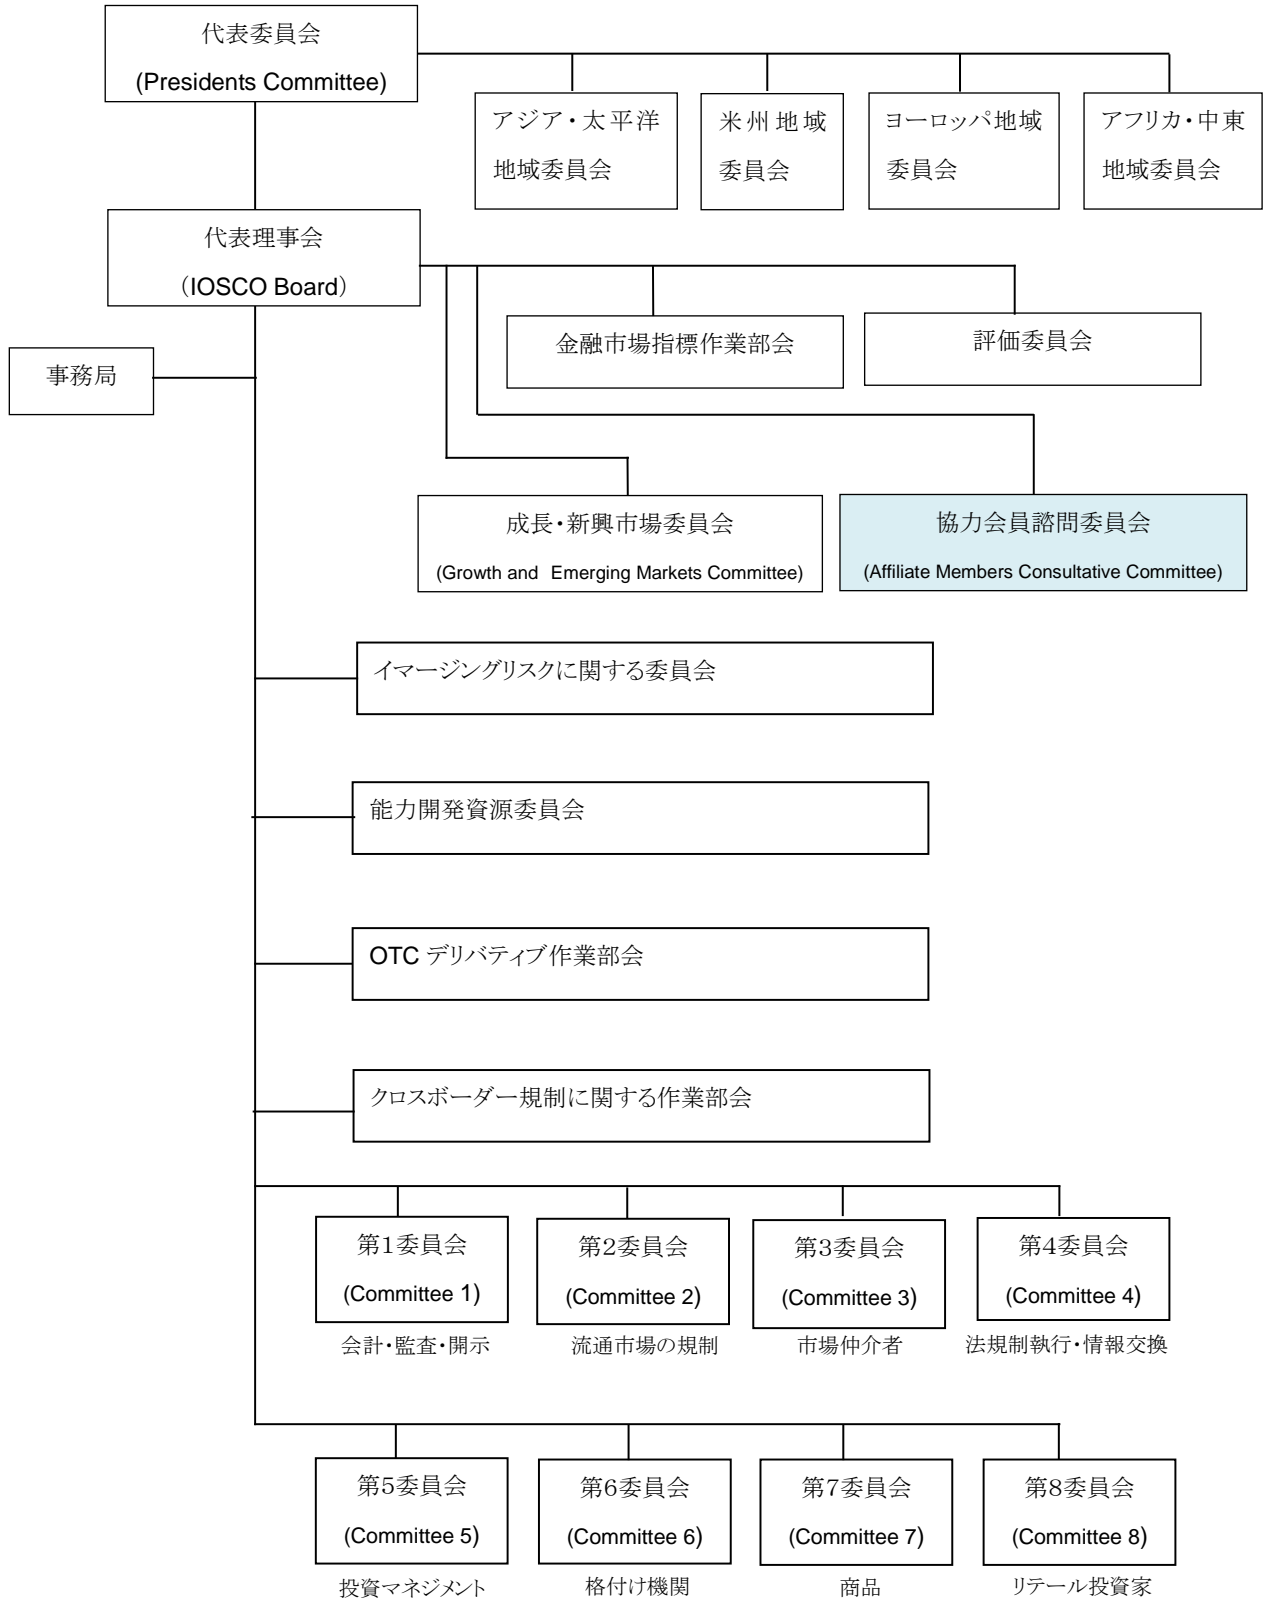 代表委員会
(Presidents Committee)
アジア・太平洋
地域委員会
米州地域
委員会
ヨーロッパ地域
委員会
アフリカ・中東
地域委員会
代表理事会
（IOSCO Board）
事務局
金融市場指標作業部会
評価委員会
成長・新興市場委員会
(Growth and Emerging Markets Committee)
協力会員諮問委員会
(Affiliate Members Consultative Committee)
イマージングリスクに関する委員会
能力開発資源委員会
OTC デリバティブ作業部会
クロスボーダー規制に関する作業部会
第1委員会
(Committee 1)
会計・監査・開示
第2委員会
(Committee 2)
流通市場の規制
第3委員会
(Committee 3)
市場仲介者
第4委員会
(Committee 4)
法規制執行・情報交換
第5委員会
(Committee 5)
投資マネジメント
第6委員会
(Committee 6)
格付け機関
第7委員会
(Committee 7)
商品
第8委員会
(Committee 8)
リテール投資家